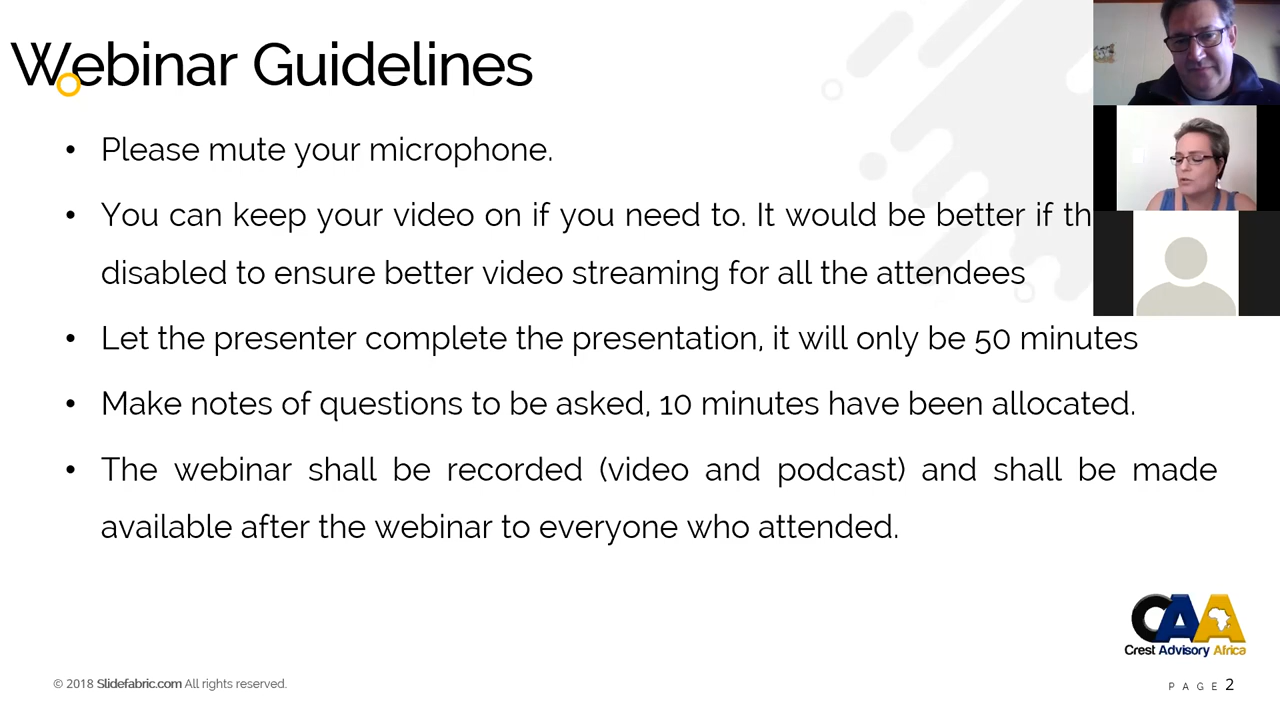 Webinar Guidelines
• Please mute your microphone.
• You can keep your video on if you need to. It would be better if
disabled to ensure better video streaming for all the attendees
• Let the presenter complete the presentation, it will only be 50 minutes
• Make notes of questions to be asked, 10 minutes have been allocated.
• The webinar shall be recorded (video and podcast) and shall be made
available after the webinar to everyone who attended.
CAA
Crest Advisory Africa
© 2018 Slidefabric.com All rights reserved.
PAGE 2